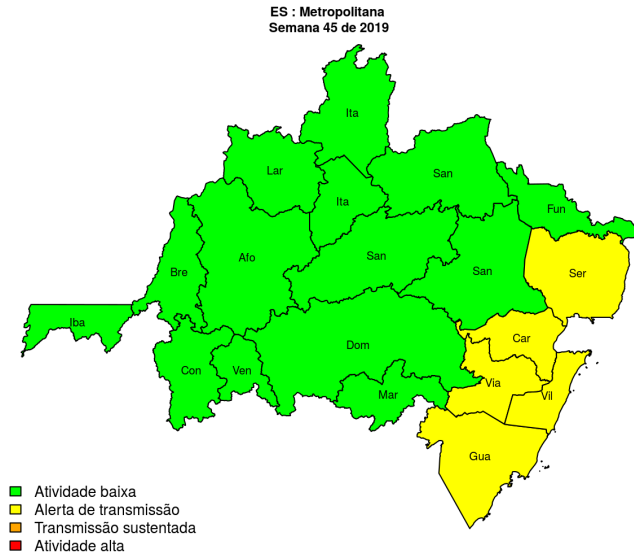 ES : Metropolitana
Semana 45 de 2019
Ita
Lar
San
Ita
Fun
Afo
San
San
Bre
Ser
Iba
Car
Dom
Con
Ven
Via
Mar
Vil
Gua
Atividade baixa
Alerta de transmissão
Transmissão sustentada
Atividade alta